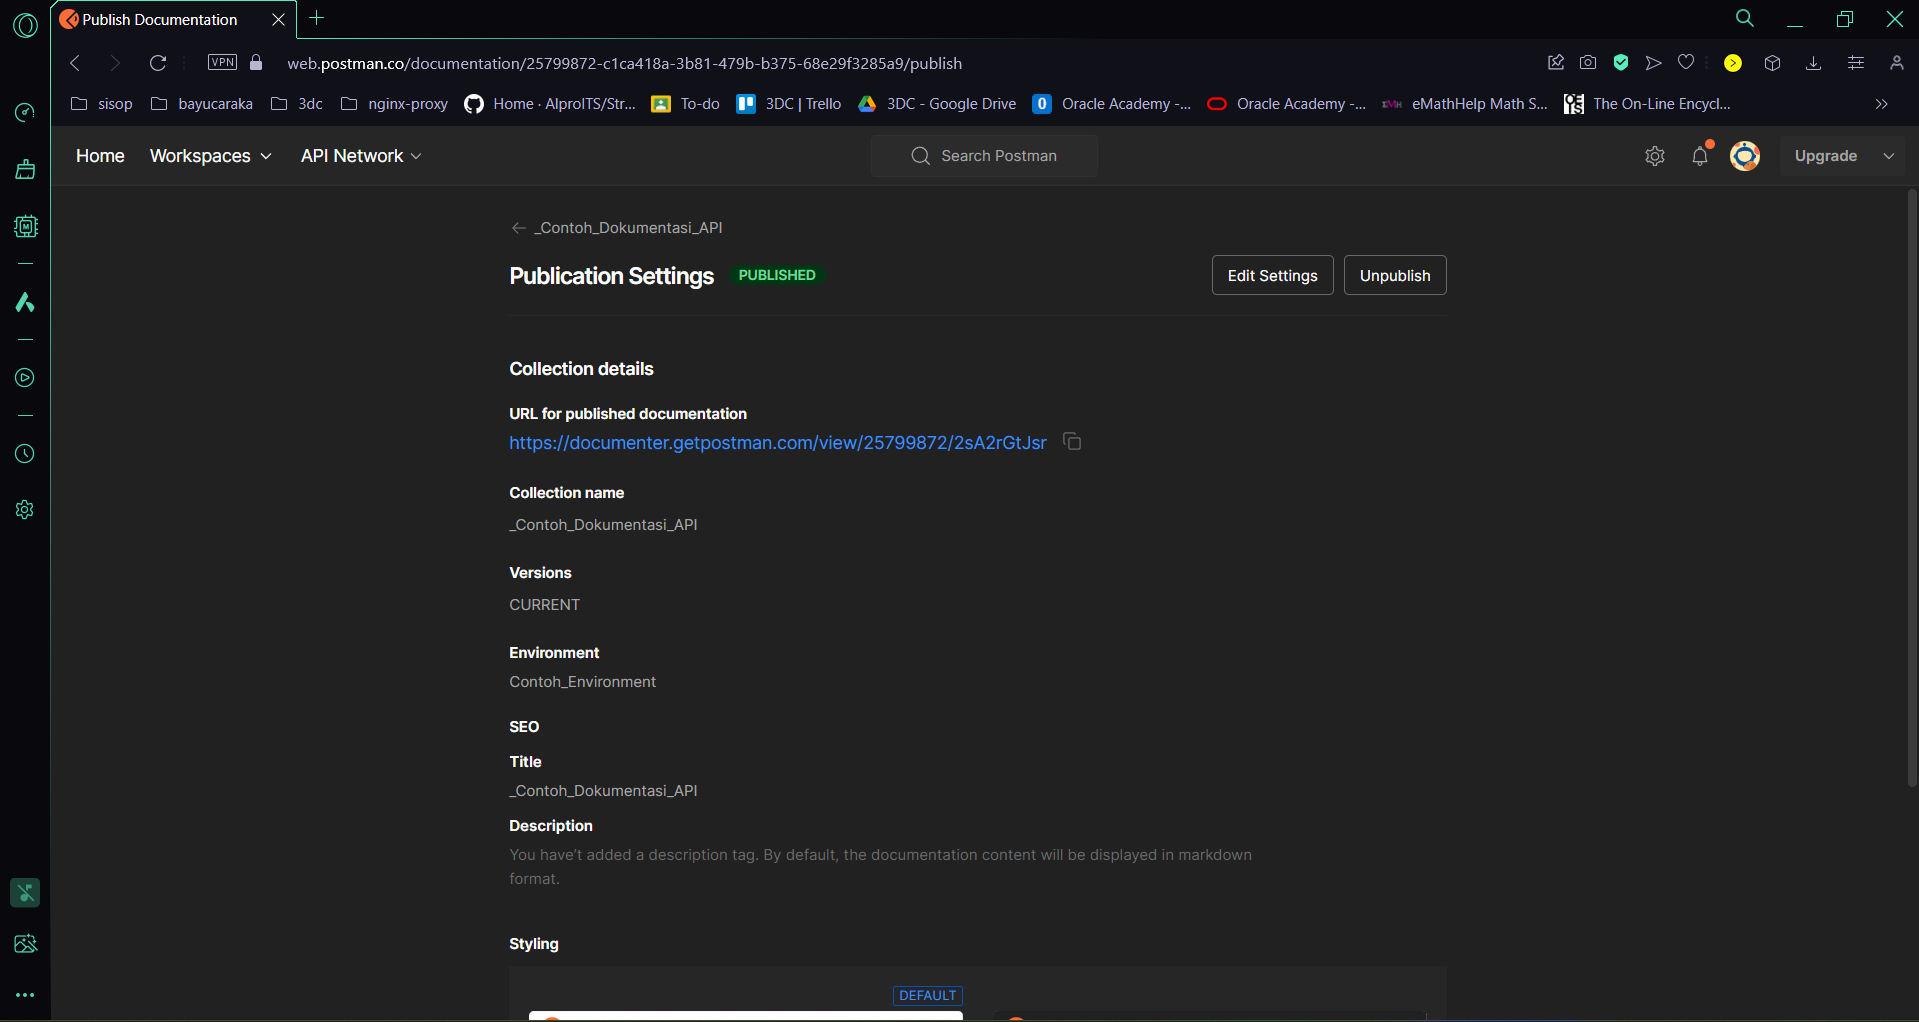 Publish Documentation
VPN
web.postman.co/documentation/25799872-c1ca418a-3b81-479b-b375-68e29f3285a9/publish
sisop
bayucaraka
3dc
nginx-proxy
Home · AlproITS/Str...
To-do
3DC | Trello
3DC - Google Drive
Oracle Academy -...
Oracle Academy -...
eMathHelp Math S...
The On-Line Encycl...
Home
Workspaces
API Network
Search Postman
Upgrade
_Contoh_Dokumentasi_API
Publication Settings
PUBLISHED
Edit Settings
Unpublish
Collection details
URL for published documentation
https://documenter.getpostman.com/view/25799872/2sA2rGtJsr
Collection name
_Contoh_Dokumentasi_API
Versions
CURRENT
Environment
Contoh_Environment
SEO
Title
_Contoh_Dokumentasi_API
Description
You have't added a description tag. By default, the documentation content will be displayed in markdown
format.
Styling
DEFAULT